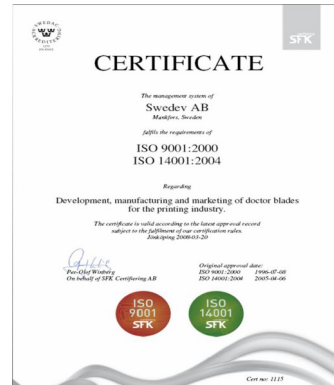 SWEDAC
SFK
CERTIFICATE
The management system of
Swedev AB
Munkfors, Sweden
fulfils the requirements of
ISO 9001:2000
ISO 14001:2004
Regarding
Development, manufacturing and marketing of doctor blades
for the printing industry.
The certificate is valid according to the latest approval record
subject to the fulfilment of our certification rules.
Jönköping 2008-03-20
Per-Olof Winberg
On behalf of SFK Certifiering AB
Original approval date:
ISO 9001:2000 1996-07-08
ISO 14001:2004 2005-04-06
ISO
9001
SFK
ISO
14001
SFK
Cert no: 1115